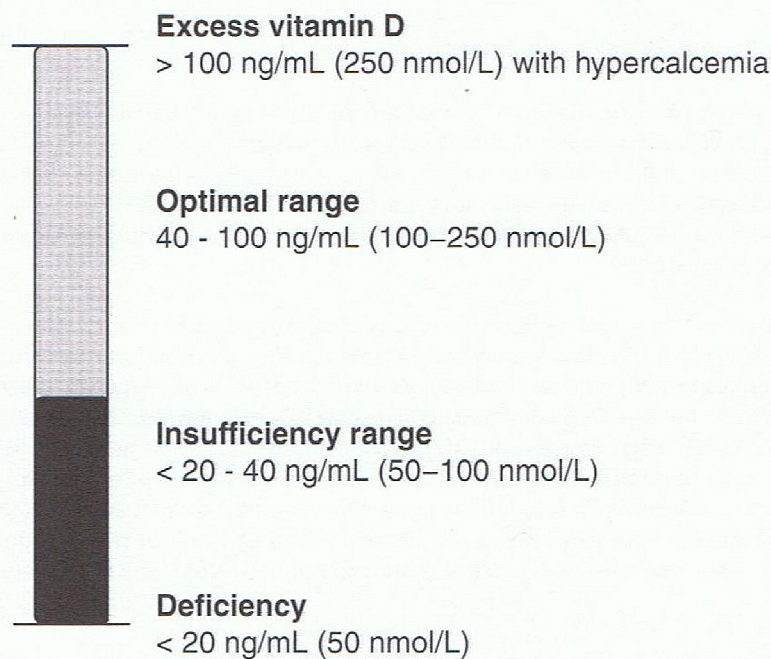 Excess vitamin D
> 100 ng/mL (250 nmol/L) with hypercalcemia
Optimal range
40 - 100 ng/mL (100–250 nmol/L)
Insufficiency range
< 20 - 40 ng/mL (50–100 nmol/L)
Deficiency
< 20 ng/mL (50 nmol/L)